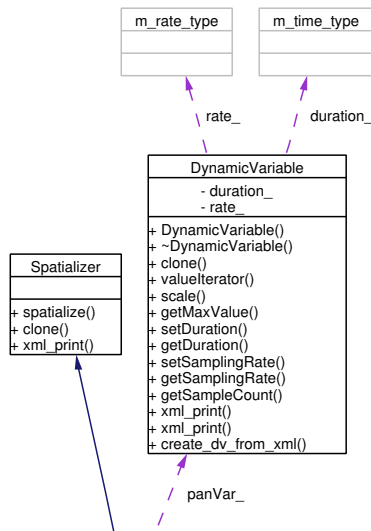 m_rate_type
m_time_type
rate_
duration_
DynamicVariable
- duration_
- rate_
+ DynamicVariable()
+ ~DynamicVariable()
+ clone()
+ valueIterator()
+ scale()
+ getMaxValue()
+ setDuration()
+ getDuration()
+ setSamplingRate()
+ getSamplingRate()
+ getSampleCount()
+ xml_print()
+ xml_print()
+ create_dv_from_xml()
Spatializer
+ spatialize()
+ clone()
+ xml_print()
panVar_